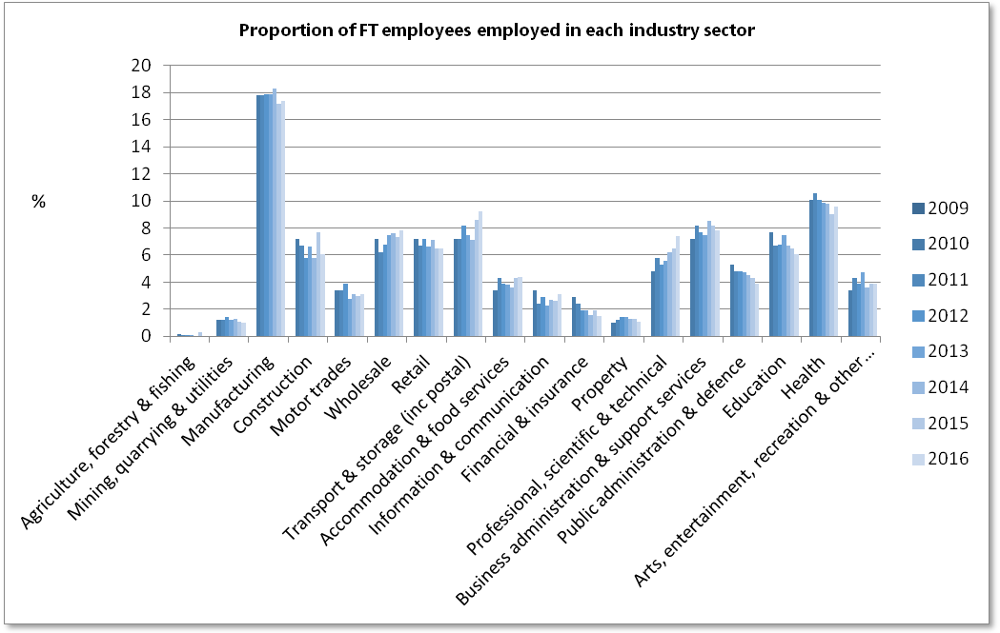 Proportion of FT employees employed in each industry sector
20
18
16
14
12
10
8
6
4
2
0
%
Agriculture, forestry & fishing
Mining, quarrying & utilities
Manufacturing
Construction
Motor trades
Wholesale
Retail
Transport & storage (inc postal)
Accommodation & food services
Information & communication
Financial & insurance
Property
Professional, scientific & technical
Business administration & support services
Public administration & defence
Education
Health
Arts, entertainment, recreation & other...
2009
2010
2011
2012
2013
2014
2015
2016